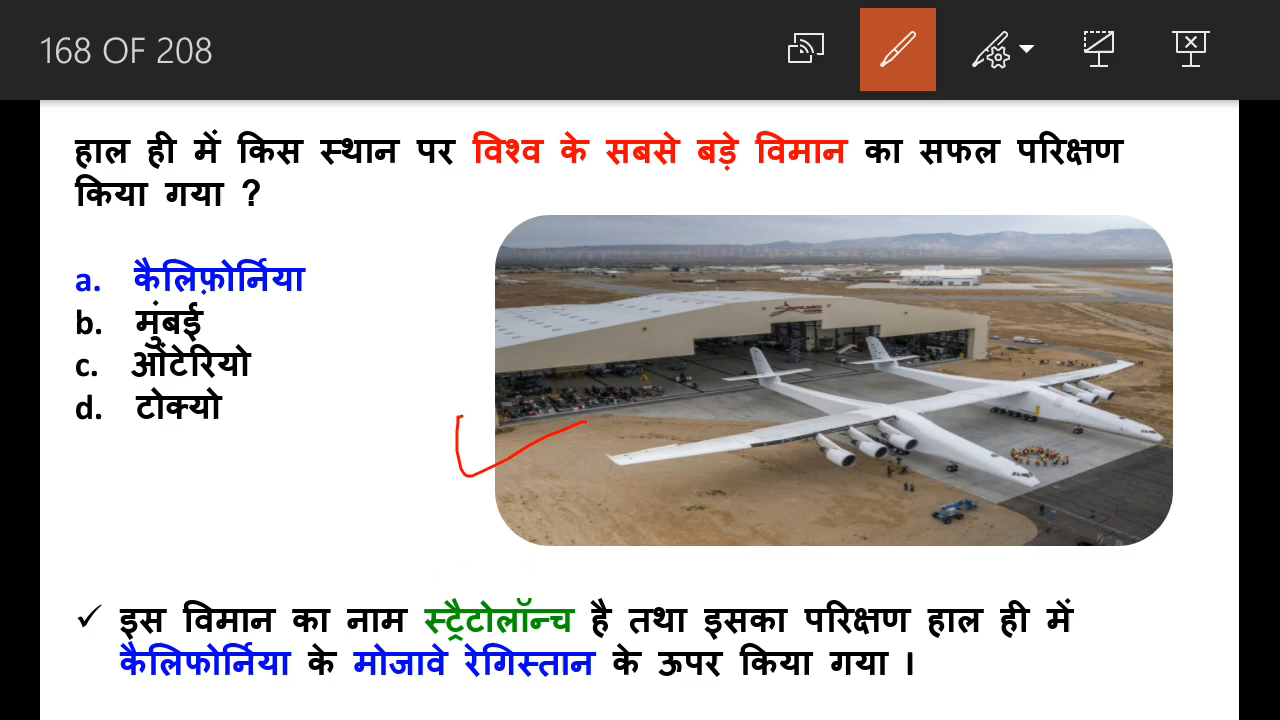 168 OF 208
हाल ही में किस स्थान पर विश्व के सबसे बड़े विमान का सफल परिक्षण
किया गया ?
a. कैलिफ़ोर्निया
b. मुंबई
c. ओंटेरियो
d. टोक्यो
✓ इस विमान का नाम स्ट्रैटोलॉन्च है तथा इसका परिक्षण हाल ही में
कैलिफोर्निया के मोजावे रेगिस्तान के ऊपर किया गया ।